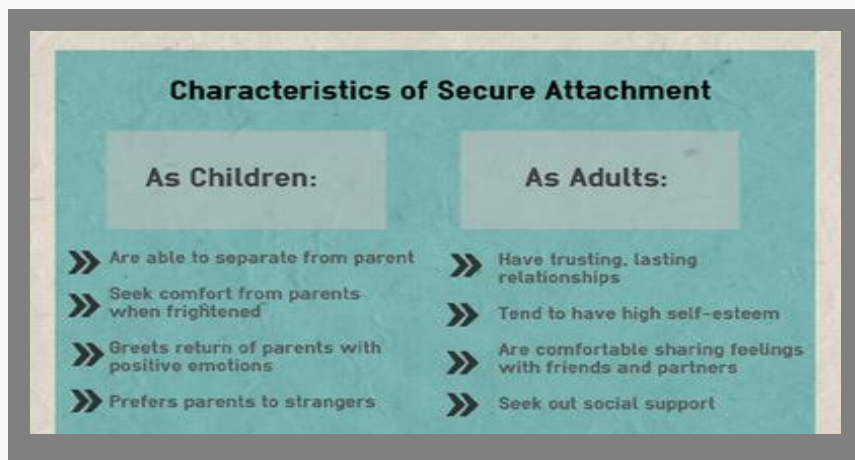 Characteristics of Secure Attachment
As Children:
Are able to separate from parent
Seek comfort from parents
when frightened
Greets return of parents with
positive emotions
Prefers parents to strangers
As Adults:
Have trusting, lasting
relationships
Tend to have high self-esteem
Are comfortable sharing feelings
with friends and partners
Seek out social support